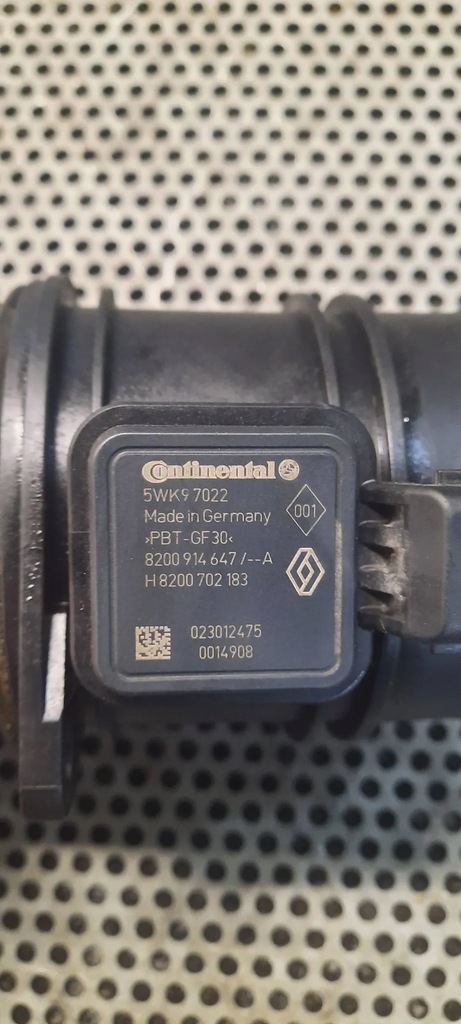 Continental
5WK9 7022
Made in Germany
001
>PBT-GF30<
8200 914 647 /--A
H 8200 702 183
023012475
0014908